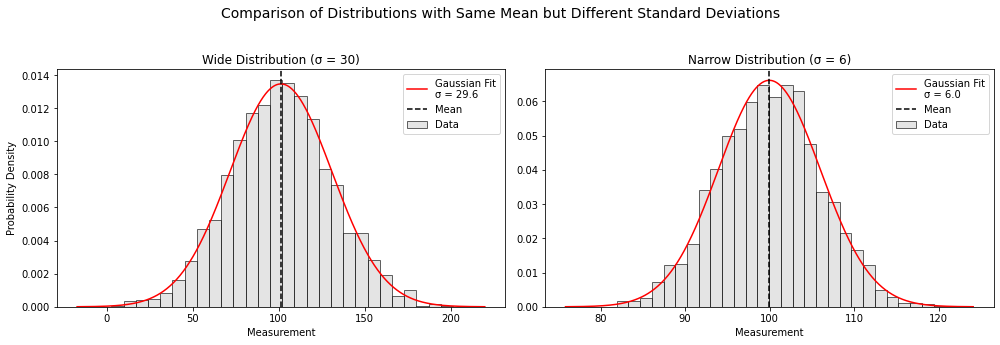 Comparison of Distributions with Same Mean but Different Standard Deviations
Wide Distribution (σ = 30)
Gaussian Fit
σ = 29.6
Mean
Data
Probability Density
0.014
0.012
0.010
0.008
0.006
0.004
0.002
0.000
0
50
100
150
200
Measurement
Narrow Distribution (σ = 6)
Gaussian Fit
σ = 6.0
Mean
Data
0.06
0.05
0.04
0.03
0.02
0.01
0.00
80
90
100
110
120
Measurement